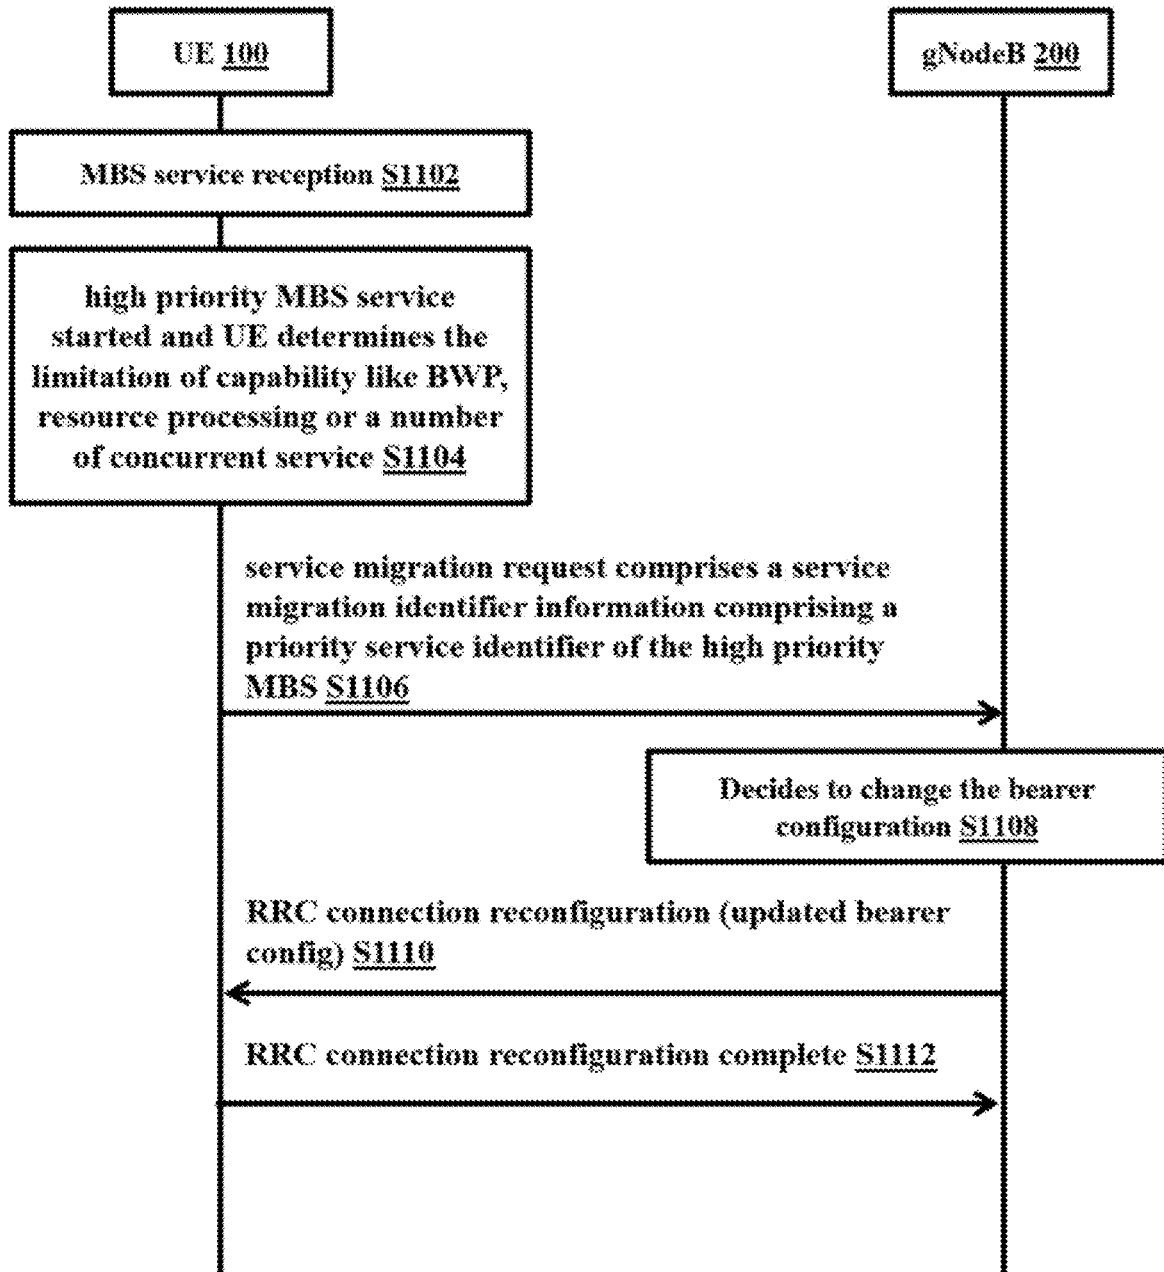 UE 100
gNodeB 200
MBS service reception S1102
high priority MBS service
started and UE determines the
limitation of capability like BWP,
resource processing or a number
of concurrent service S1104
service migration request comprises a service
migration identifier information comprising a
priority service identifier of the high priority
MBS S1106
Decides to change the bearer
configuration S1108
RRC connection reconfiguration (updated bearer
config) S1110
RRC connection reconfiguration complete S1112